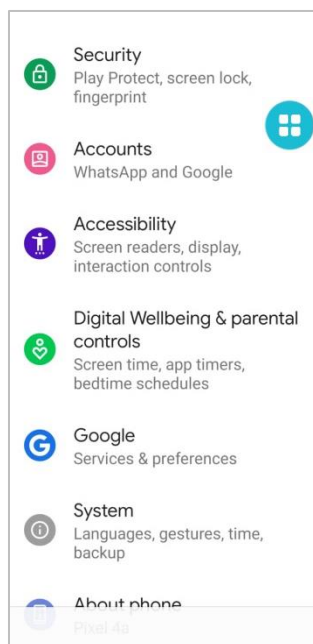 Security
Play Protect, screen lock,
fingerprint
Accounts
WhatsApp and Google
Accessibility
Screen readers, display,
interaction controls
Digital Wellbeing & parental
controls
Screen time, app timers,
bedtime schedules
Google
Services & preferences
System
Languages, gestures, time,
backup
About phone
Pixel 4a